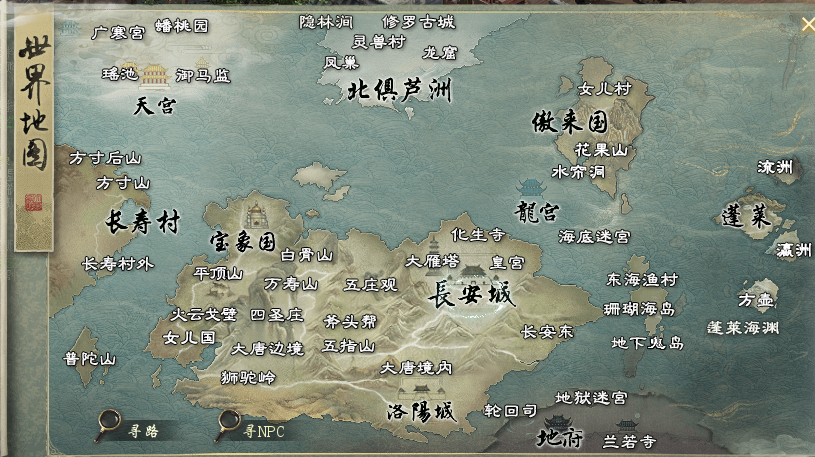 世界地图
广寒宫
蟠桃园
瑶池
御马监
天宫
隐林涧
修罗古城
灵兽村
凤巢
龙窟
北俱芦洲
女儿村
傲来国
花果山
水帘洞
龍宫
海底迷宫
流洲
蓬莱
瀛洲
方壶
蓬莱海渊
方寸后山
方寸山
长寿村
长寿村外
宝象国
白骨山
平顶山
万寿山
五庄观
化生寺
大雁塔
皇宫
長安城
火云戈壁
四圣庄
斧头帮
女儿国
大唐边境
五指山
长安东
大唐境内
狮驼岭
普陀山
洛陽城
东海渔村
珊瑚海岛
地下鬼岛
轮回司
地狱迷宫
地府
兰若寺
寻路
寻NPC